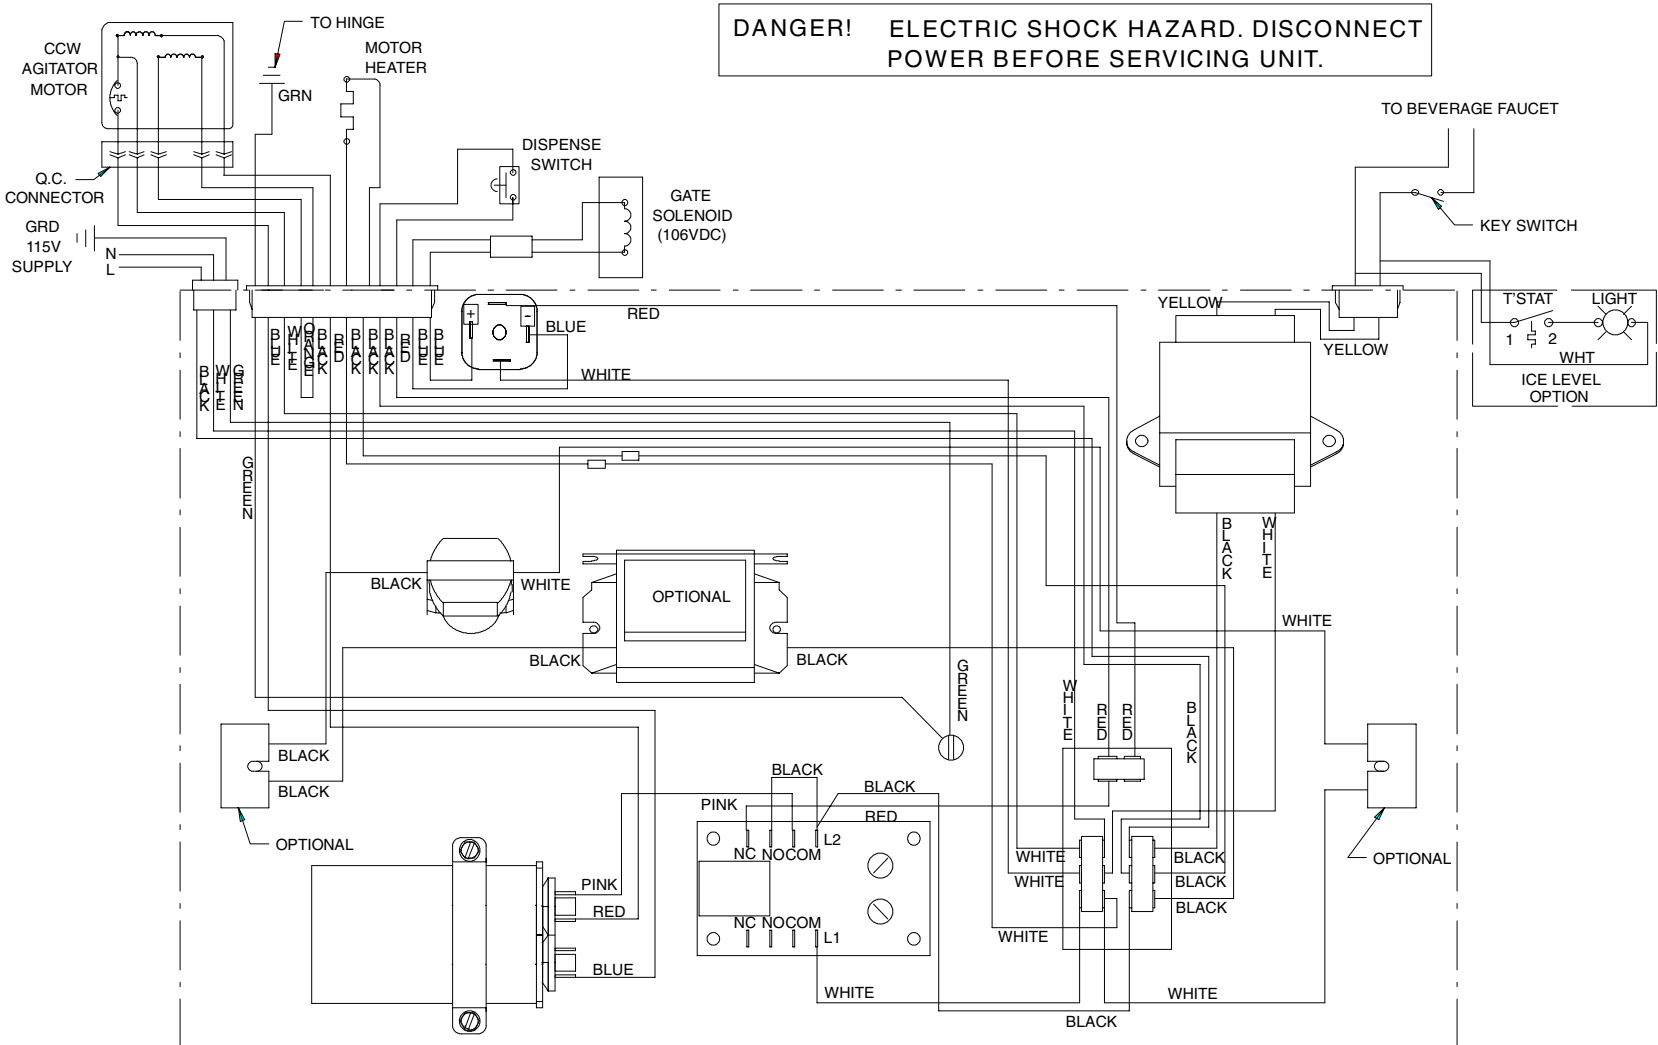 DANGER! ELECTRIC SHOCK HAZARD. DISCONNECT
POWER BEFORE SERVICING UNIT.
TO HINGE
CCW
AGITATOR
MOTOR
MOTOR
HEATER
GRN
TO BEVERAGE FAUCET
DISPENSE
SWITCH
Q.C.
CONNECTOR
GATE
SOLENOID
(106VDC)
KEY SWITCH
GRD
115V
SUPPLY
N
L
T'STAT
LIGHT
1
2
WHT
ICE LEVEL
OPTION
YELLOW
YELLOW
RED
+
-
BLUE
WHITE
BLUE
WHITE
ORANGE
BLACK
RED
BLACK
BLACK
BLACK
RED
BLUE
BLUE
BLACK
WHITE
GREEN
GREEN
BLACK
WHITE
BLACK
WHITE
OPTIONAL
BLACK
BLACK
WHITE
GREEN
WHITE
RED
RED
BLACK
BLACK
BLACK
OPTIONAL
BLACK
BLACK
PINK
RED
L2
NC NO COM
NC NO COM
L1
PINK
RED
BLUE
WHITE
WHITE
WHITE
BLACK
BLACK
BLACK
WHITE
WHITE
BLACK
OPTIONAL